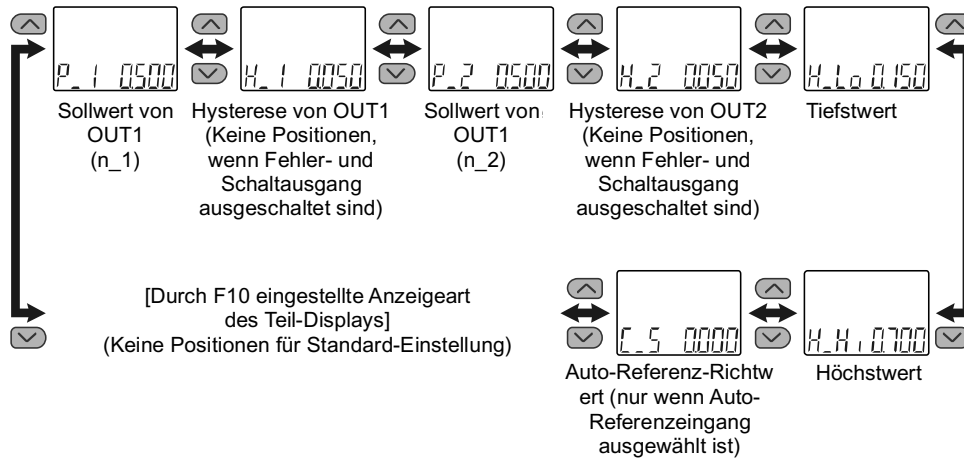 P_1 0.500
H_1 0.050
P_2 0.500
H_2 0.050
H_Lo 0.150
Sollwert von
OUT1
(n_1)
Hysterese von OUT1
(Keine Positionen,
wenn Fehler- und
Schaltausgang
ausgeschaltet sind)
Sollwert von
OUT1
(n_2)
Hysterese von OUT2
(Keine Positionen,
wenn Fehler- und
Schaltausgang
ausgeschaltet sind)
Tiefstwert
[Durch F10 eingestellte Anzeigeart
des Teil-Displays]
(Keine Positionen für Standard-Einstellung)
C_S 0.000
H_Hi 0.700
Auto-Referenz-Richtw
ert (nur wenn Auto-
Referenzeingang
ausgewählt ist)
Höchstwert